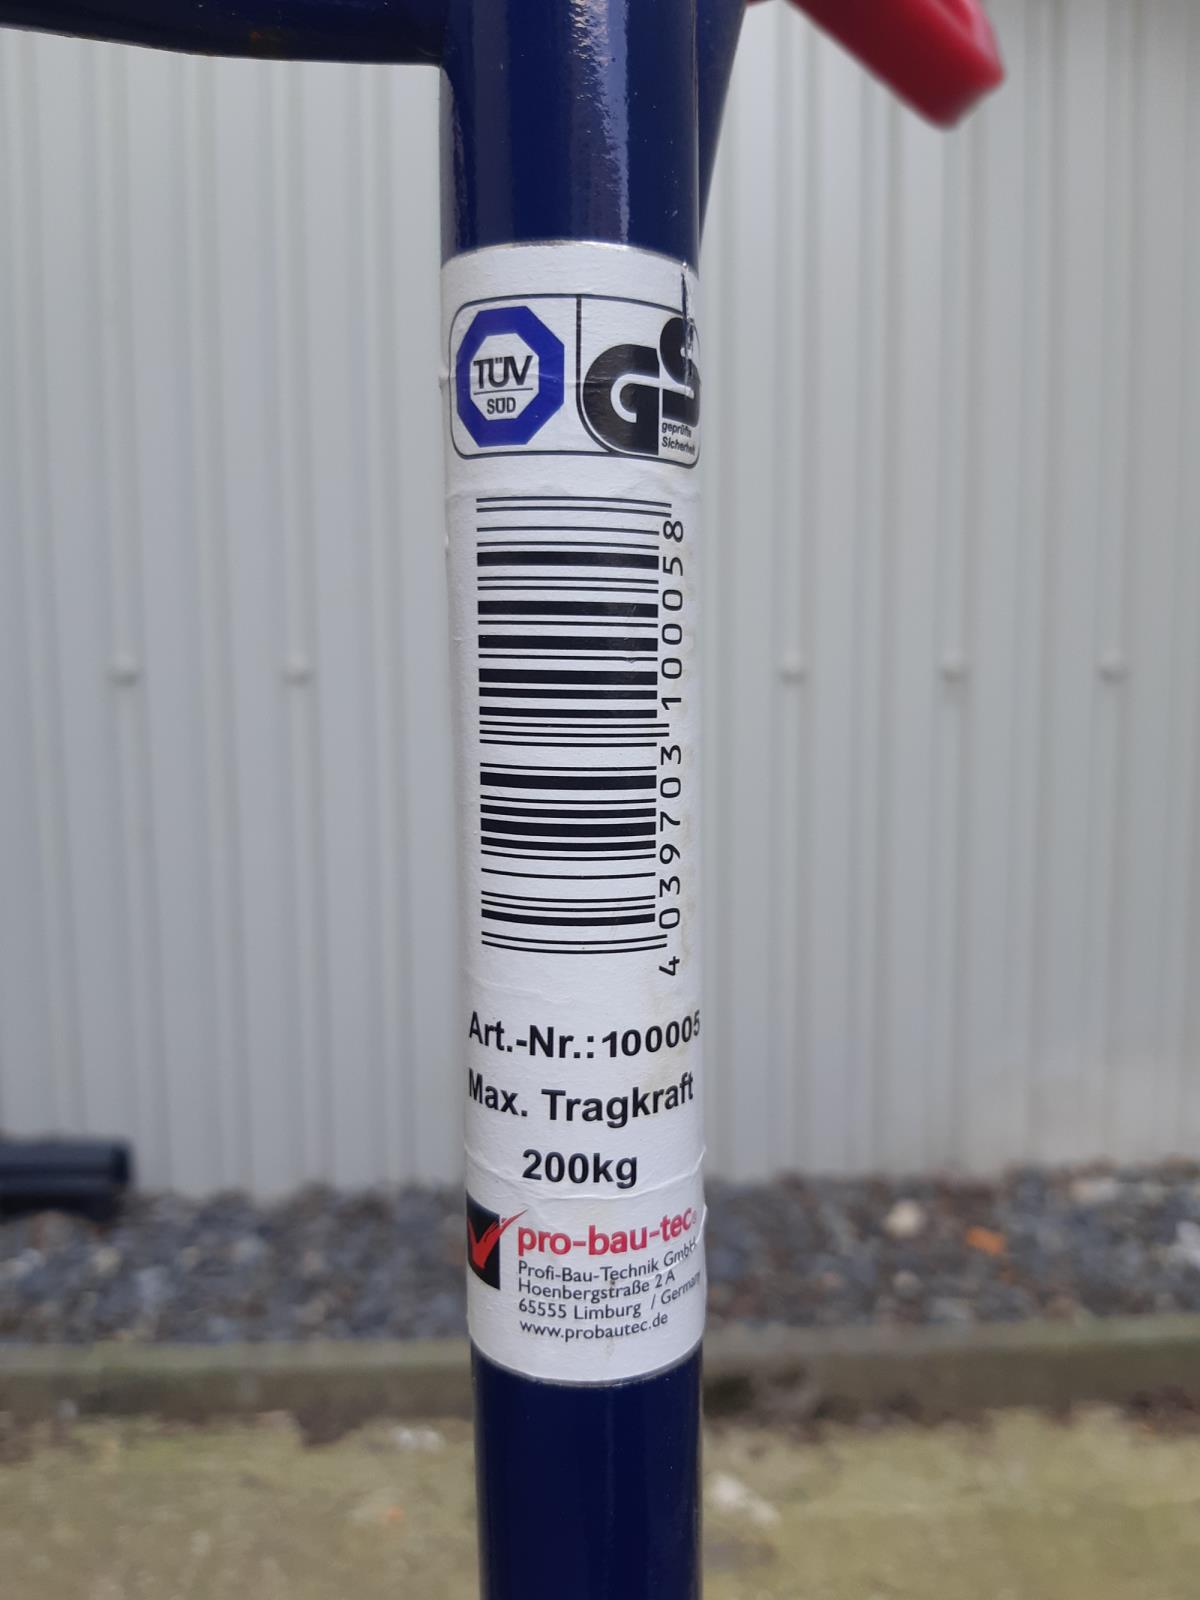 TÜV
SÜD
GS
geprüfte
Sicherheit
4 039703 100058
Art.-Nr.:100005
Max. Tragkraft
200kg
pro-bau-tec®
Profi-Bau-Technik GmbH
Hoenbergstraße 2 A
65555 Limburg / Germany
www.probautec.de